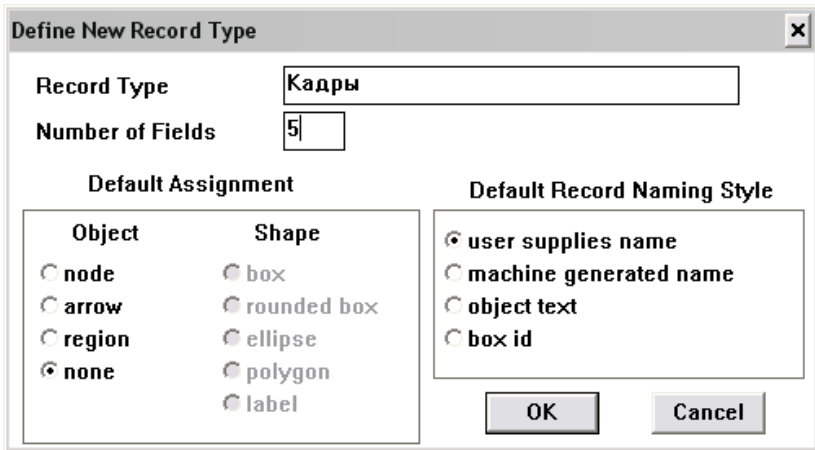 Define New Record Type
Record Type Кадры
Number of Fields 5
Default Assignment
Object Shape
node box
arrow rounded box
region ellipse
none polygon
label
Default Record Naming Style
user supplies name
machine generated name
object text
box id
OK Cancel